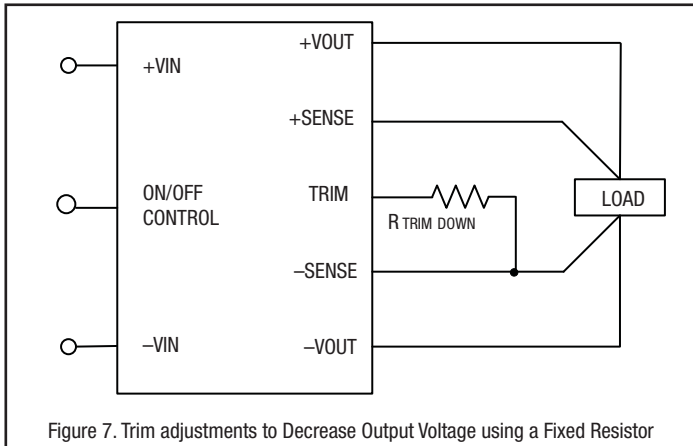 +VOUT
+VIN
+SENSE
ON/OFF
CONTROL
TRIM
LOAD
R TRIM DOWN
–SENSE
–VIN
–VOUT
Figure 7. Trim adjustments to Decrease Output Voltage using a Fixed Resistor